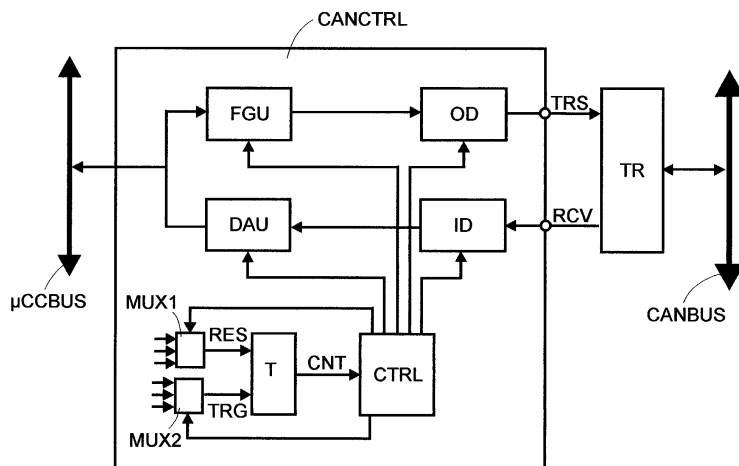 CANCTRL
FGU
OD
TRS
TR
DAU
ID
RCV
µCCBUS
CANBUS
MUX1
RES
T
CNT
CTRL
TRG
MUX2